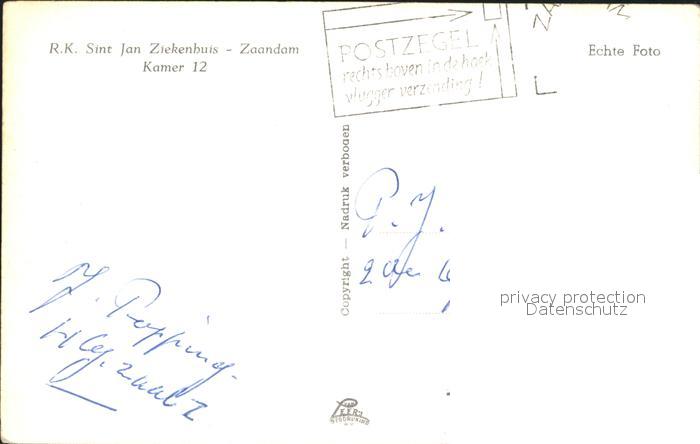 R.K. Sint Jan Ziekenhuis – Zaandam
Kamer 12
POSTZEGEL
rechts boven in de hoek
vlugger verzending!
Echte Foto
Copyright — Nadruk verboden
P. J.
J. Popping
privacy protection
Datenschutz